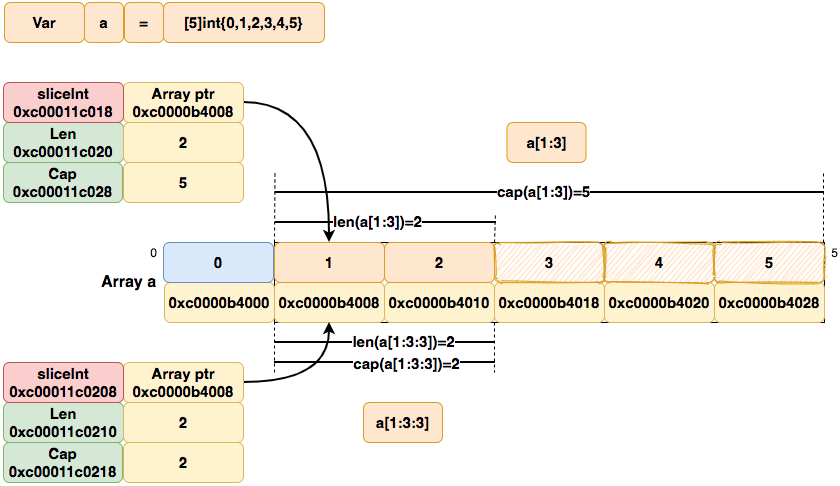 Var a = [5]int{0,1,2,3,4,5}
sliceInt Array ptr
0xc00011c018 0xc0000b4008
Len
0xc00011c020 2
Cap
0xc00011c028 5
a[1:3]
cap(a[1:3])=5
len(a[1:3])=2
0 0 1 2 3 4 5 5
Array a
0xc0000b4000 0xc0000b4008 0xc0000b4010 0xc0000b4018 0xc0000b4020 0xc0000b4028
len(a[1:3:3])=2
cap(a[1:3:3])=2
sliceInt Array ptr
0xc00011c0208 0xc0000b4008
Len
0xc00011c0210 2
Cap
0xc00011c0218 2
a[1:3:3]